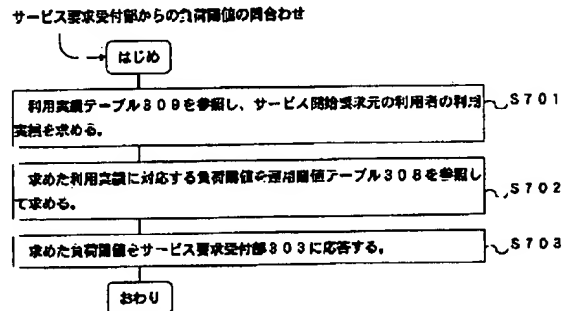 サービス要求受付部からの負荷閾値の問合わせ
はじめ
利用実績テーブル309を参照し、サービス開始要求元の利用者の利用
実績を求める。
S701
求めた利用実績に対応する負荷閾値を運用閾値テーブル308を参照し
て求める。
S702
求めた負荷閾値をサービス要求受付部303に応答する。
S703
おわり